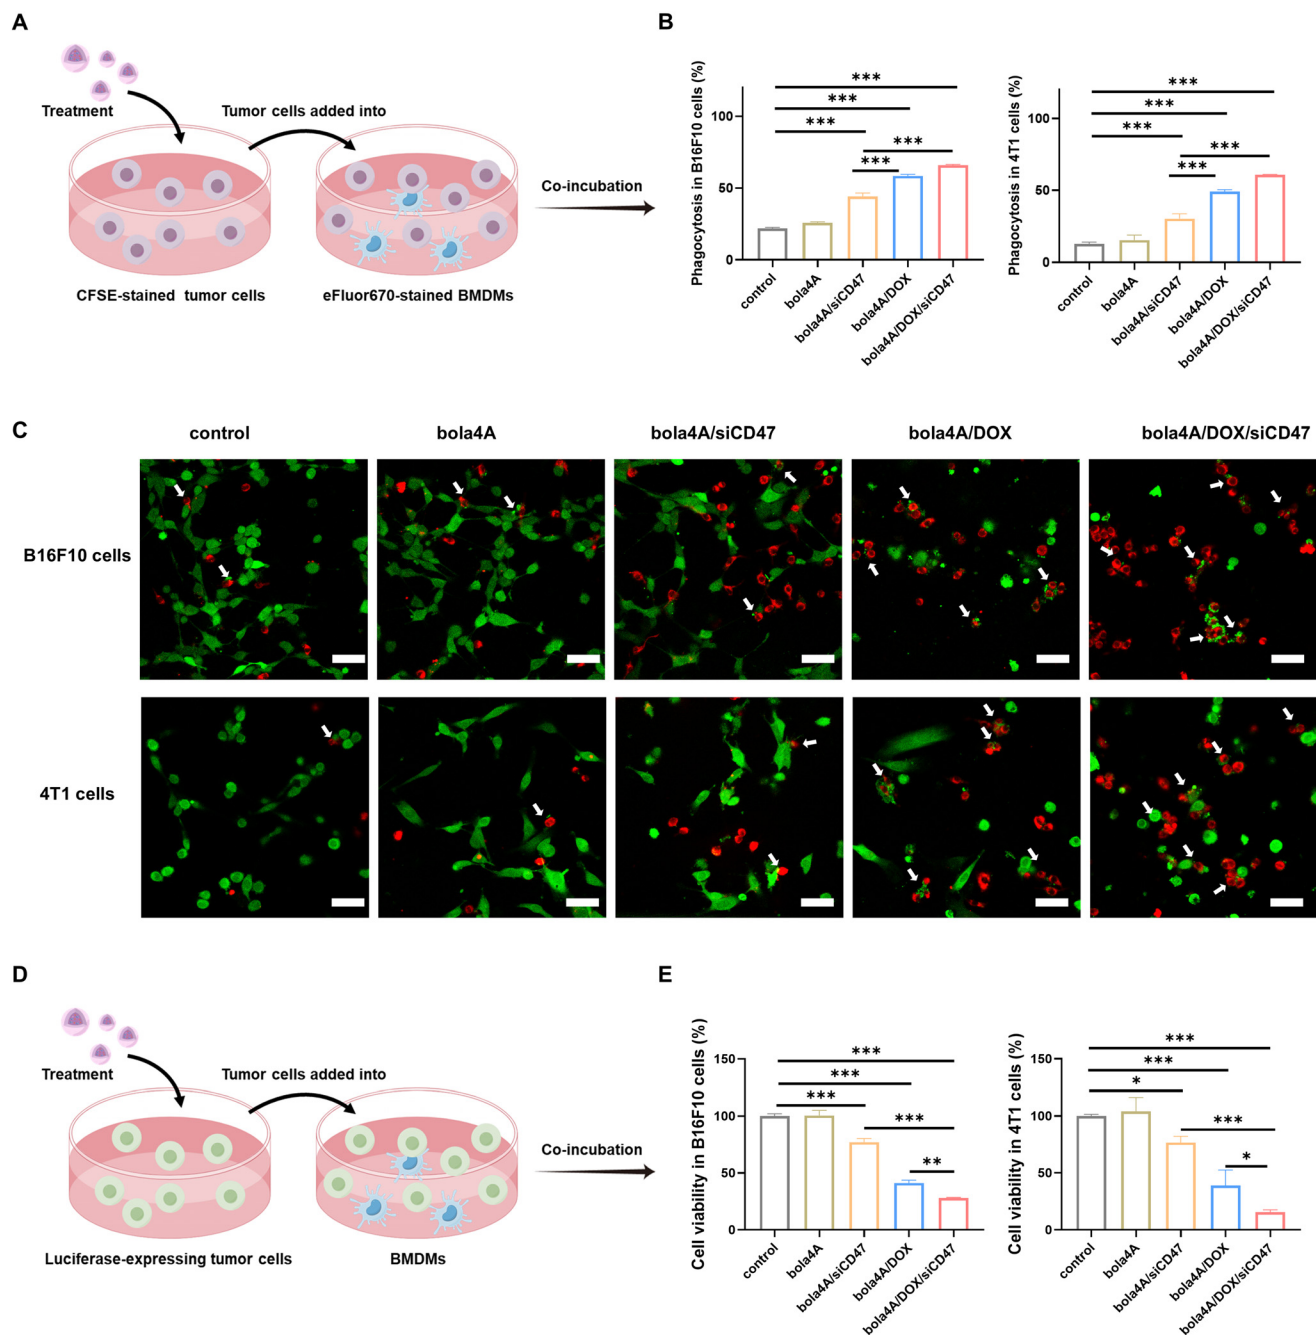 A
Treatment
Tumor cells added into
CFSE-stained tumor cells
eFluor670-stained BMDMs
Co-incubation
B
Phagocytosis in B16F10 cells (%)
100
50
0
***
***
***
***
***
control
bola4A
bola4A/siCD47
bola4A/DOX
bola4A/DOX/siCD47
Phagocytosis in 4T1 cells (%)
100
50
0
***
***
***
***
***
control
bola4A
bola4A/siCD47
bola4A/DOX
bola4A/DOX/siCD47
C
control
bola4A
bola4A/siCD47
bola4A/DOX
bola4A/DOX/siCD47
B16F10 cells
4T1 cells
D
Treatment
Tumor cells added into
Luciferase-expressing tumor cells
BMDMs
Co-incubation
E
Cell viability in B16F10 cells (%)
150
100
50
0
***
***
***
***
**
control
bola4A
bola4A/siCD47
bola4A/DOX
bola4A/DOX/siCD47
Cell viability in 4T1 cells (%)
150
100
50
0
***
***
*
***
*
control
bola4A
bola4A/siCD47
bola4A/DOX
bola4A/DOX/siCD47